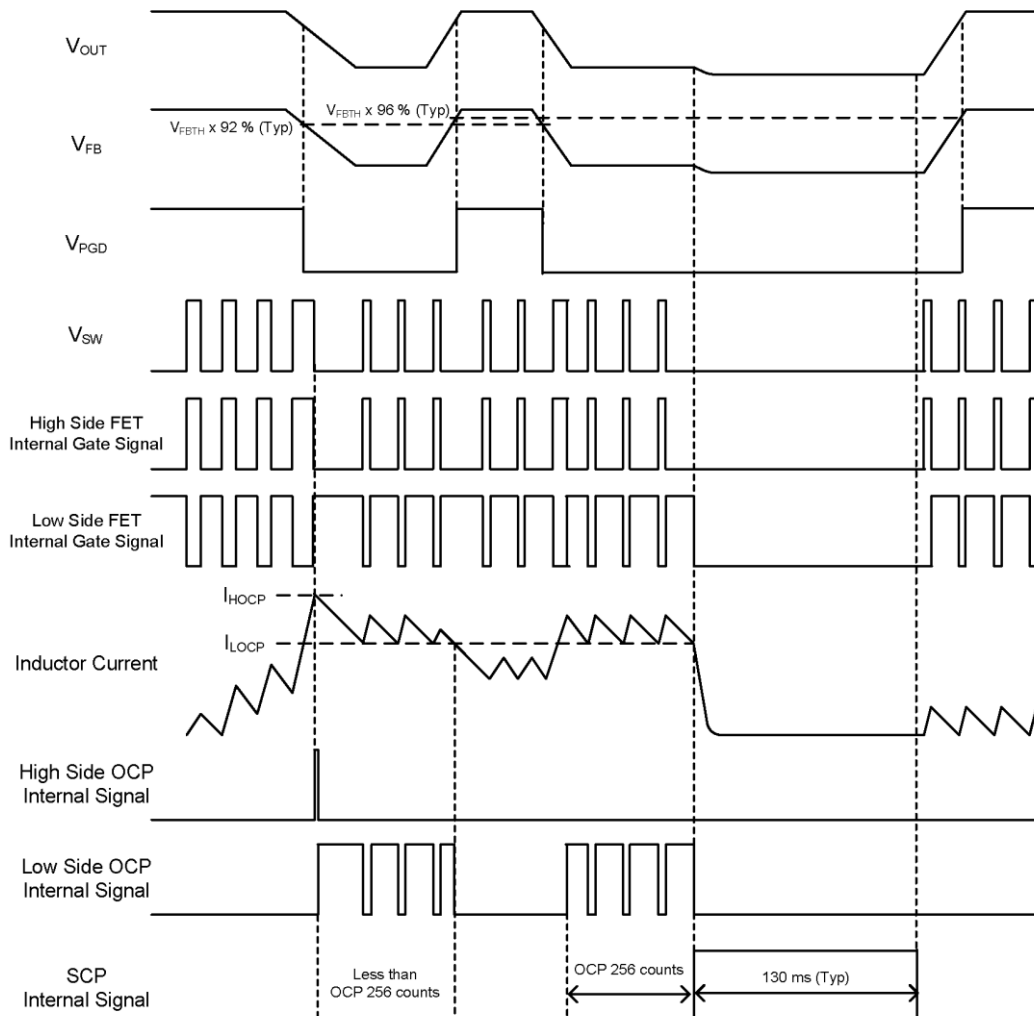 VOUT
VFBTH x 96 % (Typ)
VFBTH x 92 % (Typ)
VFB
VPGD
VSW
High Side FET
Internal Gate Signal
Low Side FET
Internal Gate Signal
IHOCP
ILOCP
Inductor Current
High Side OCP
Internal Signal
Low Side OCP
Internal Signal
SCP
Internal Signal
Less than
OCP 256 counts
OCP 256 counts
130 ms (Typ)